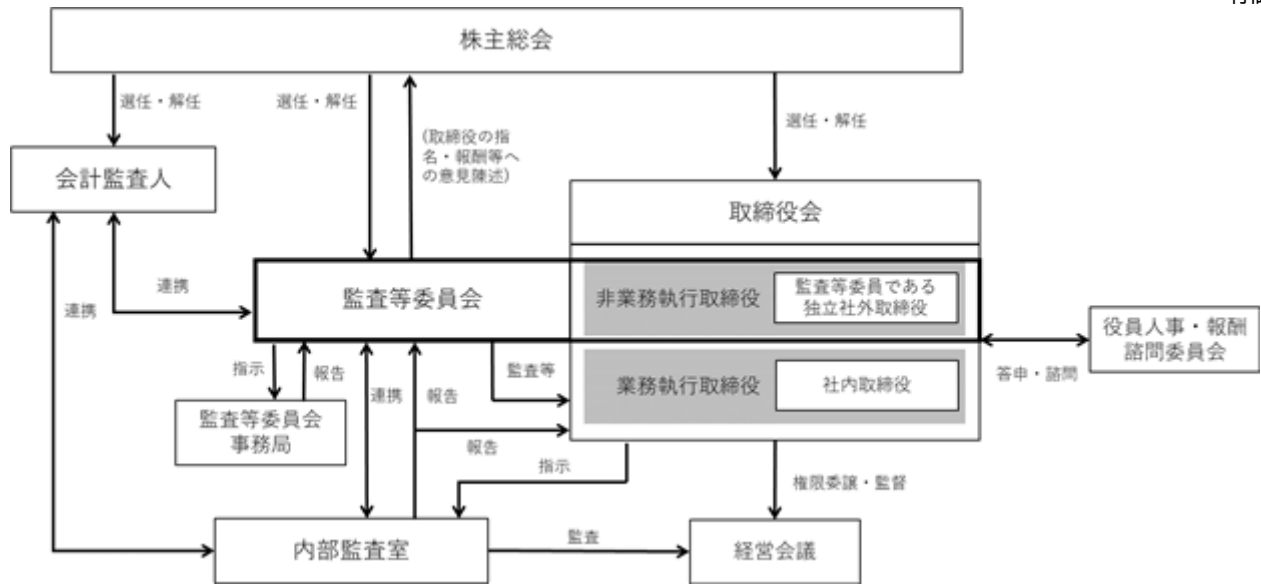 株主総会
選任・解任
選任・解任
(取締役の指
名・報酬等へ
の意見陳述)
選任・解任
会計監査人
取締役会
連携
連携
監査等委員会
非業務執行取締役
監査等委員である
独立社外取締役
役員人事・報酬
諮問委員会
答申・諮問
指示
報告
連携
報告
監査等
業務執行取締役
社内取締役
監査等委員会
事務局
報告
指示
権限委譲・監督
内部監査室
監査
経営会議